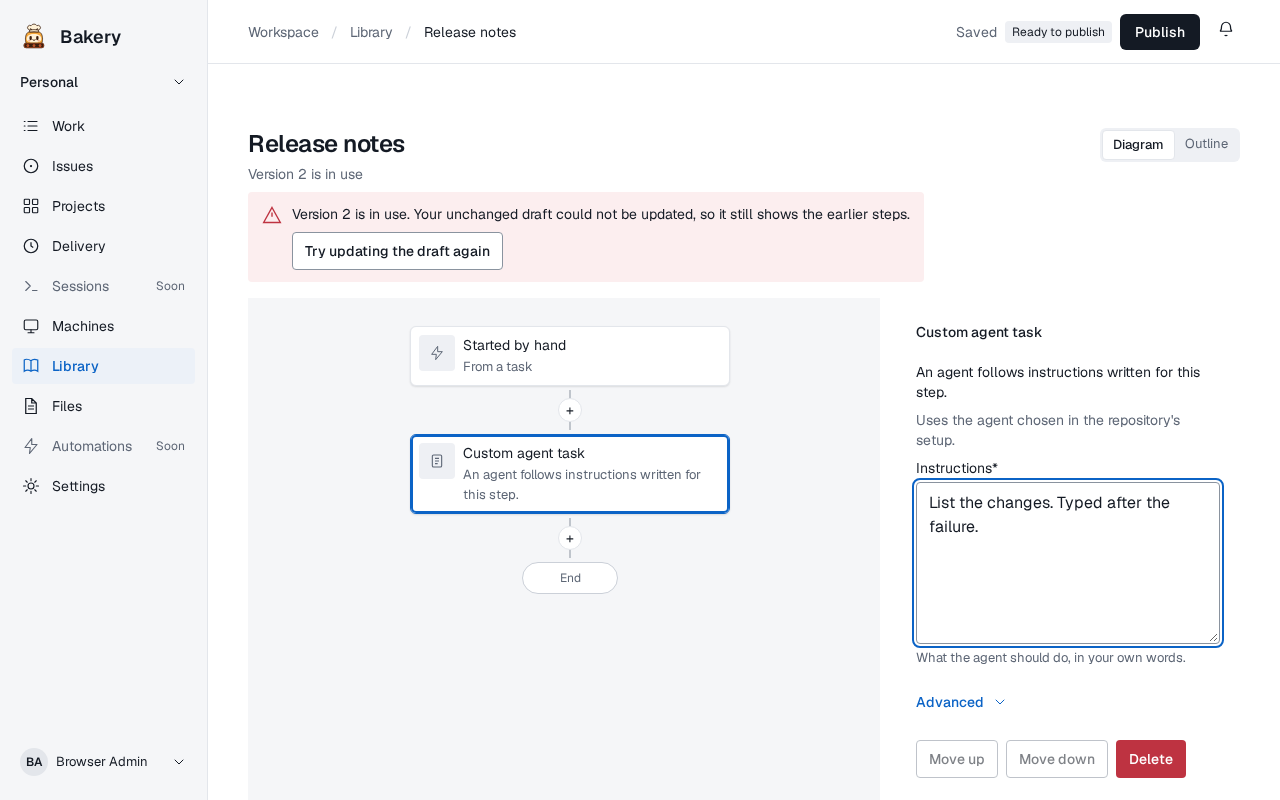 Bakery
Personal
Work
Issues
Projects
Delivery
Sessions Soon
Machines
Library
Files
Automations Soon
Settings
BA Browser Admin
Workspace / Library / Release notes
Saved Ready to publish Publish
Release notes
Version 2 is in use
Diagram Outline
Version 2 is in use. Your unchanged draft could not be updated, so it still shows the earlier steps.
Try updating the draft again
Started by hand
From a task
+
Custom agent task
An agent follows instructions written for
this step.
+
End
Custom agent task
An agent follows instructions written for this
step.
Uses the agent chosen in the repository's
setup.
Instructions*
List the changes. Typed after the
failure.
What the agent should do, in your own words.
Advanced
Move up Move down Delete